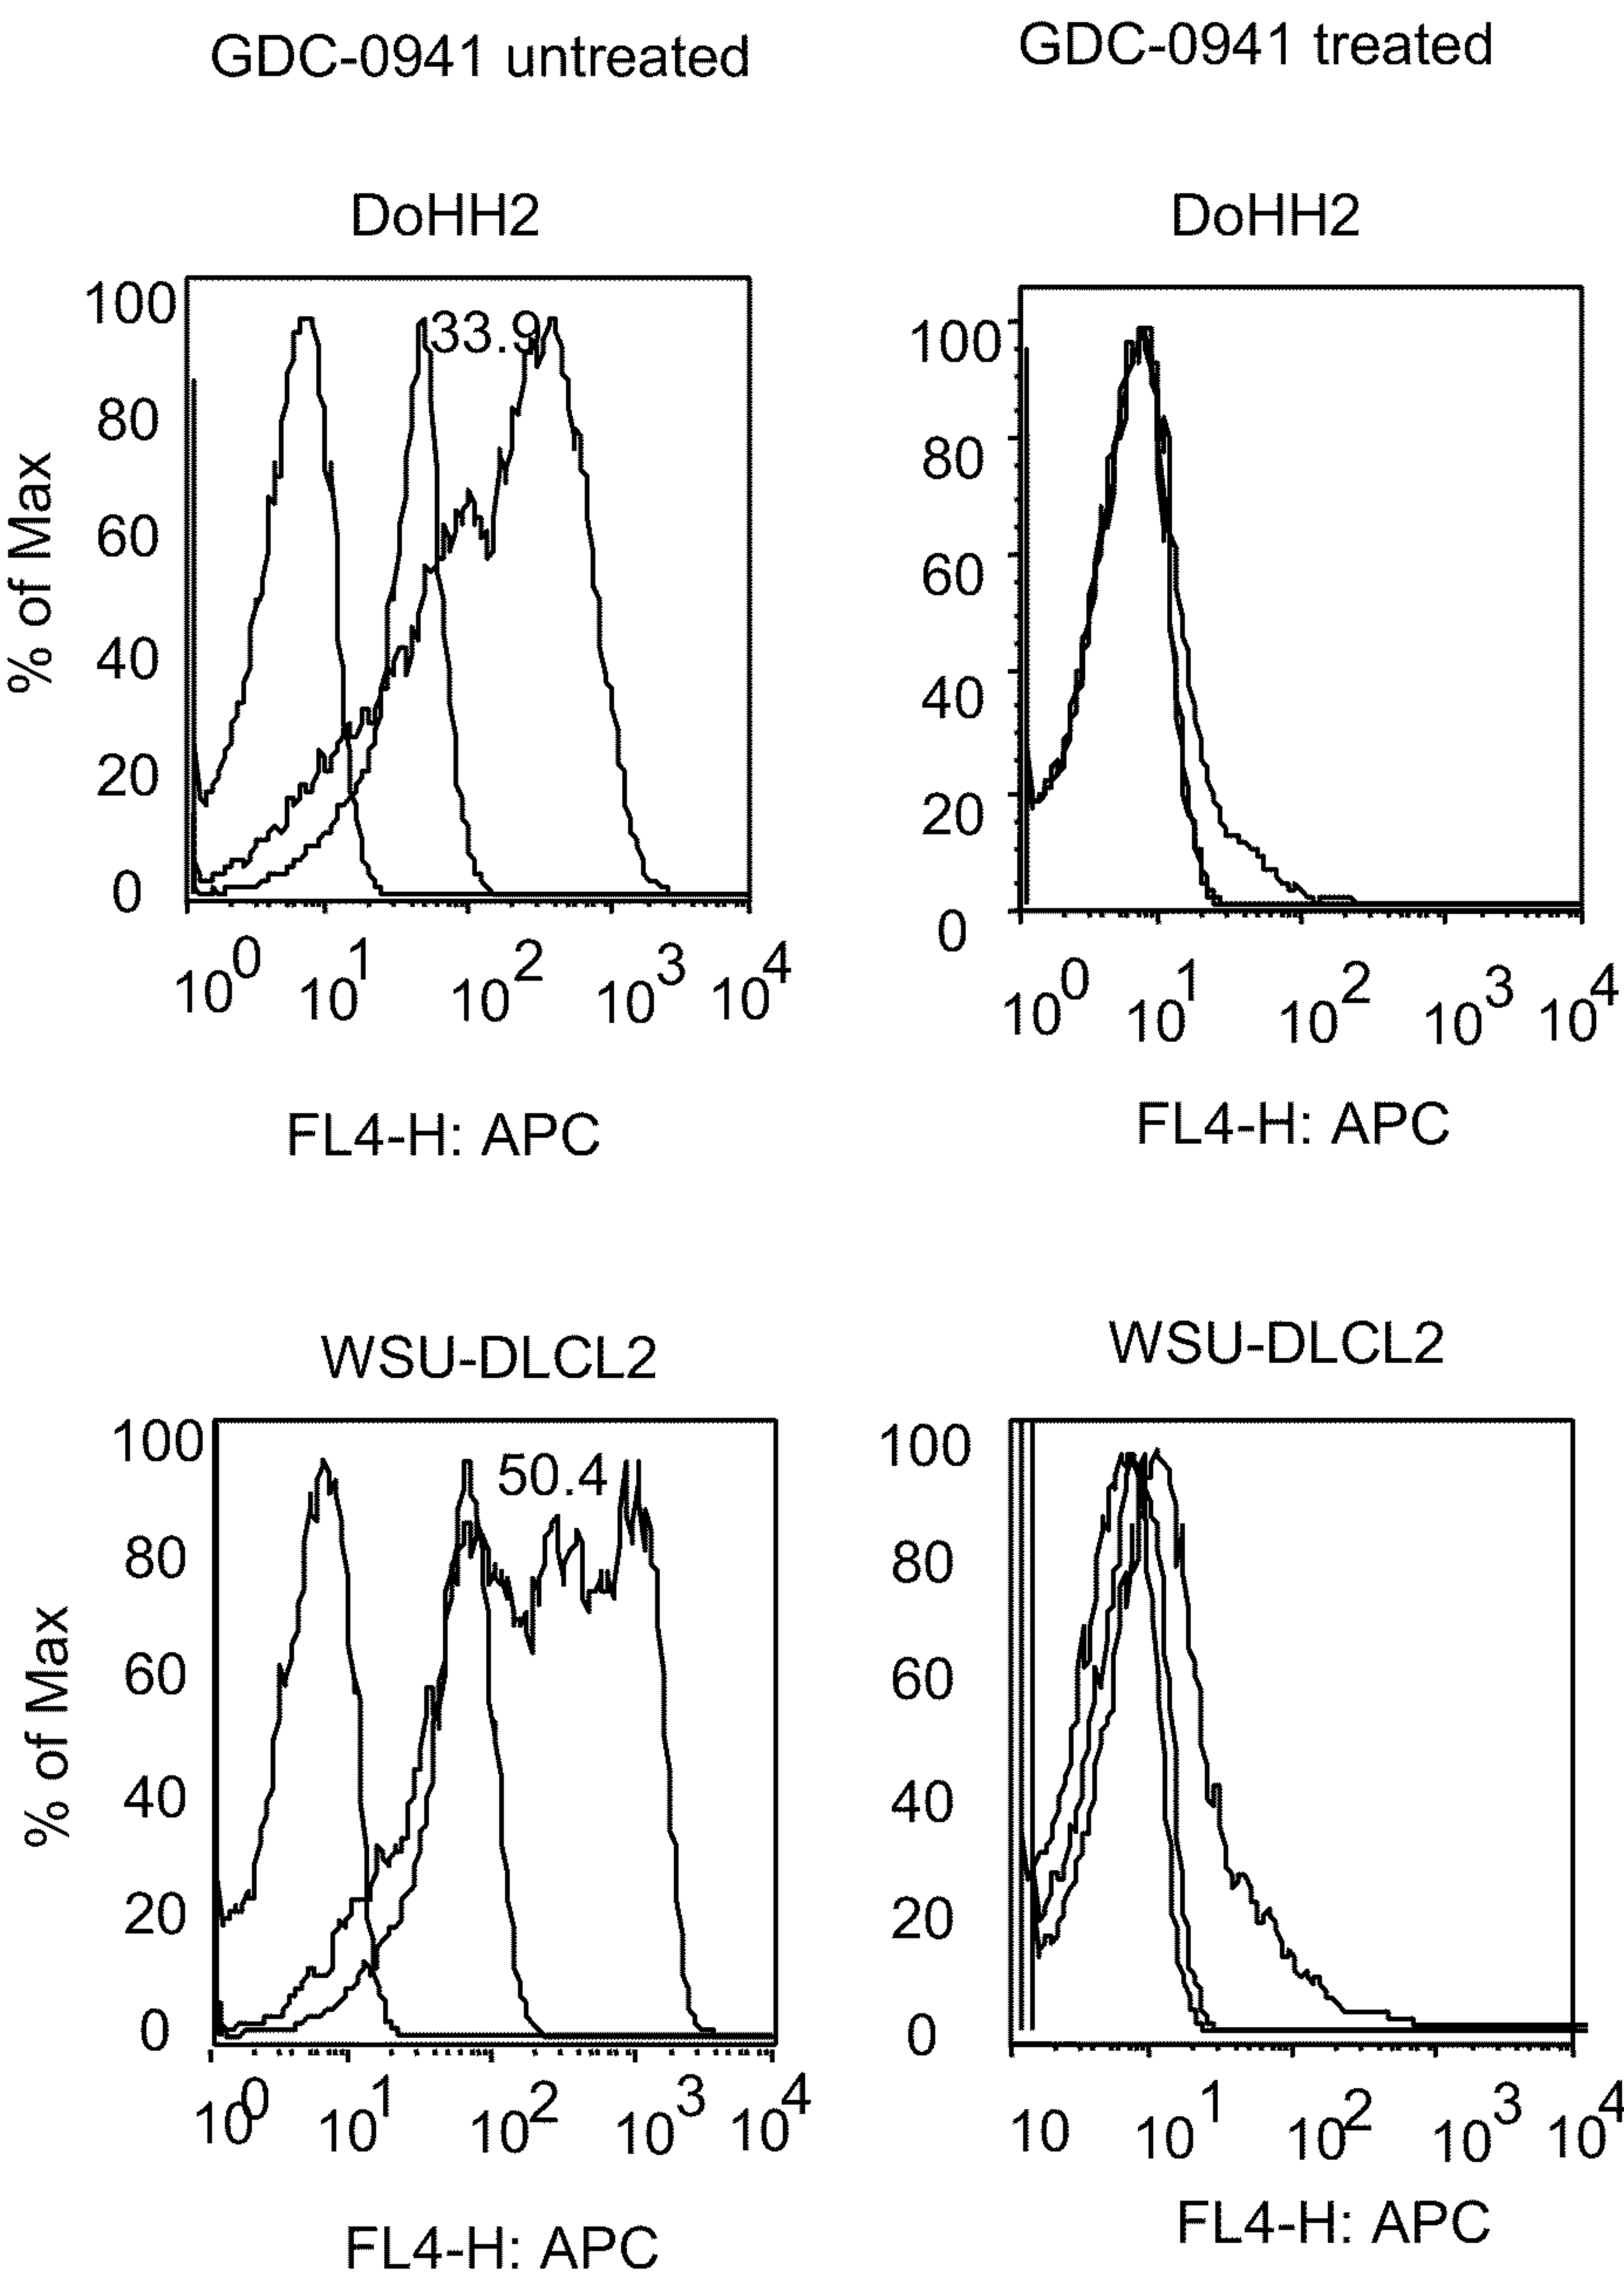 GDC-0941 untreated
GDC-0941 treated
DoHH2
DoHH2
% of Max
100
80
60
40
20
0
33.9
10^0 10^1 10^2 10^3 10^4
FL4-H: APC
100
80
60
40
20
0
10^0 10^1 10^2 10^3 10^4
FL4-H: APC
WSU-DLCL2
WSU-DLCL2
% of Max
100
80
60
40
20
0
50.4
10^0 10^1 10^2 10^3 10^4
FL4-H: APC
100
80
60
40
20
0
10 10^1 10^2 10^3 10^4
FL4-H: APC